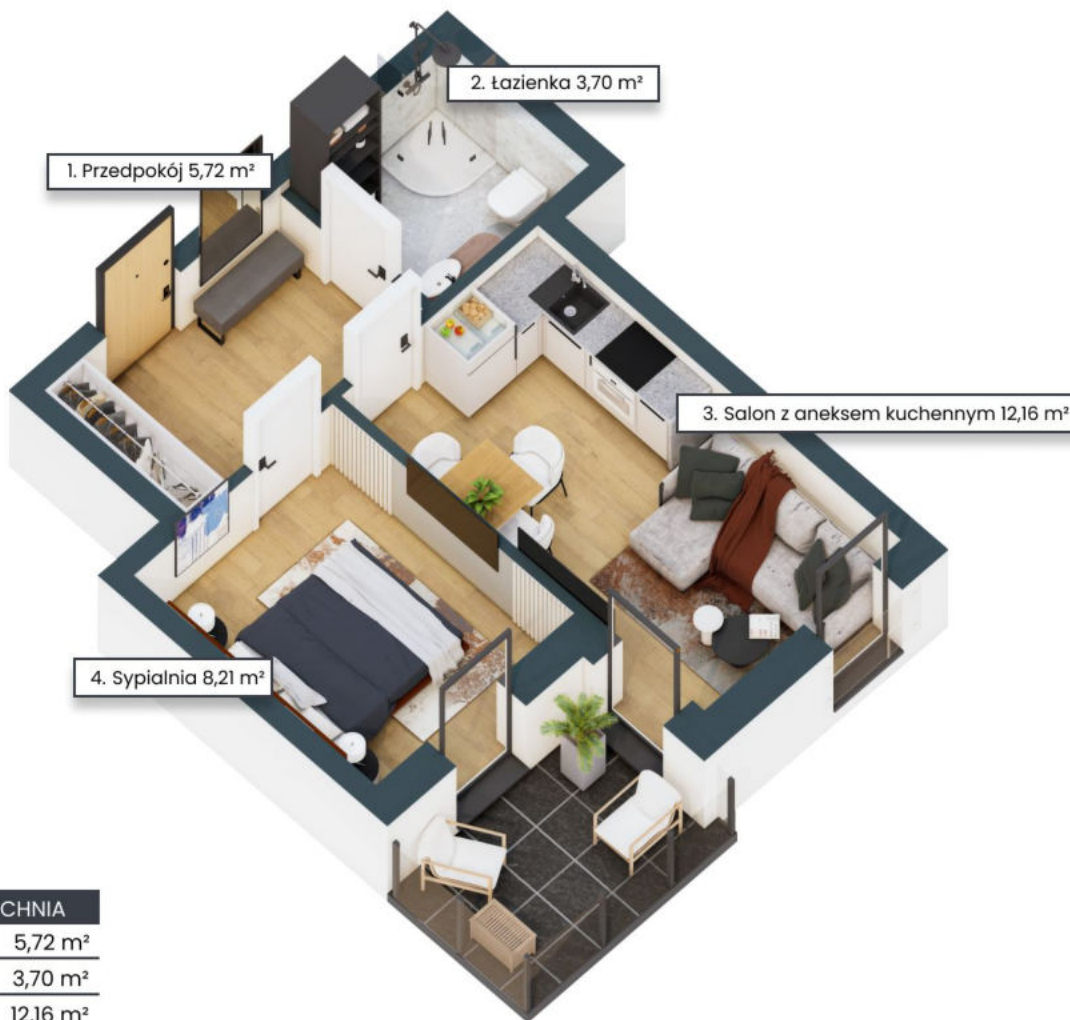 2. Łazienka 3,70 m²
1. Przedpokój 5,72 m²
3. Salon z aneksem kuchennym 12,16 m²
4. Sypialnia 8,21 m²
CHNIA
5,72 m²
3,70 m²
12,16 m²